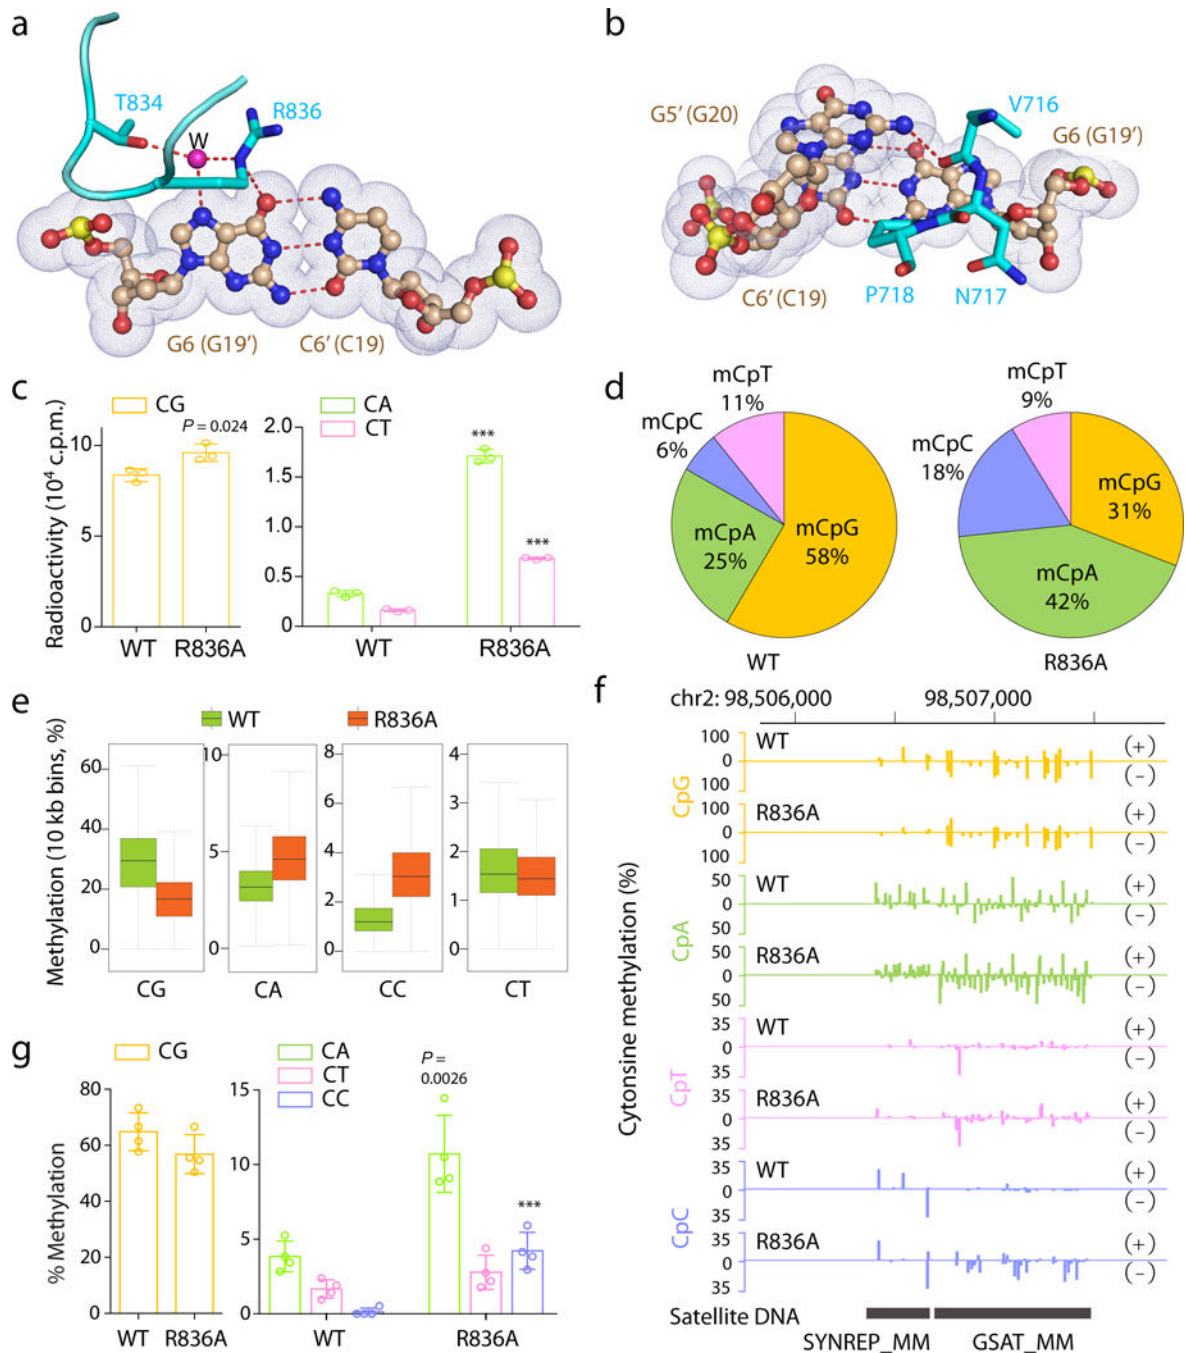 a
T834
W
R836
G6 (G19′)
C6′ (C19)
b
G5′ (G20)
V716
G6 (G19′)
C6′ (C19)
P718
N717
c
CG
P = 0.024
Radioactivity (10⁴ c.p.m.)
10
5
0
WT
R836A
CA
CT
2.0
1.5
1.0
0.5
0
***
***
WT
R836A
d
mCpT
11%
mCpC
6%
mCpA
25%
mCpG
58%
WT
mCpT
9%
mCpC
18%
mCpG
31%
mCpA
42%
R836A
e
WT
R836A
Methylation (10 kb bins, %)
60
40
20
0
CG
10
5
0
CA
8
6
4
2
0
CC
4
3
2
1
0
CT
f
chr2: 98,506,000
98,507,000
Cytonsine methylation (%)
CpG
100
0
100
WT
(+)
(−)
100
0
100
R836A
(+)
(−)
CpA
50
0
50
WT
(+)
(−)
50
0
50
R836A
(+)
(−)
CpT
35
0
35
WT
(+)
(−)
35
0
35
R836A
(+)
(−)
CpC
35
0
35
WT
(+)
(−)
35
0
35
R836A
(+)
(−)
Satellite DNA
SYNREP_MM
GSAT_MM
g
CG
% Methylation
80
60
40
20
0
WT
R836A
CA
CT
CC
15
10
5
0
P =
0.0026
***
WT
R836A